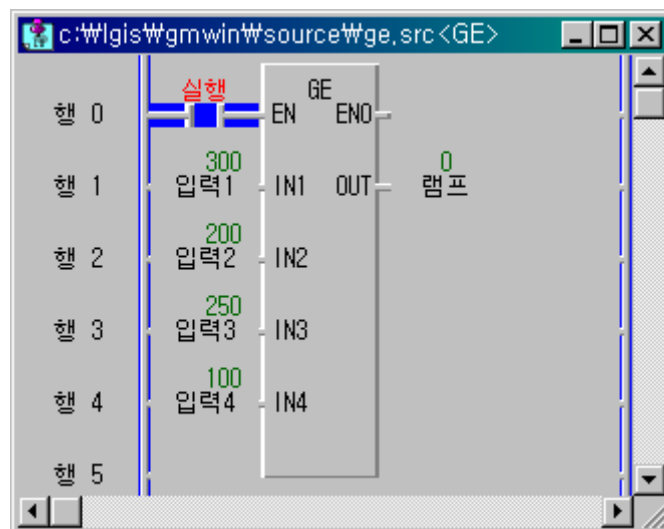 c:₩lgis₩gmwin₩source₩ge.src<GE>
실행 GE
행 0 EN ENO
300 0
행 1 입력1 IN1 OUT 램프
200
행 2 입력2 IN2
250
행 3 입력3 IN3
100
행 4 입력4 IN4
행 5